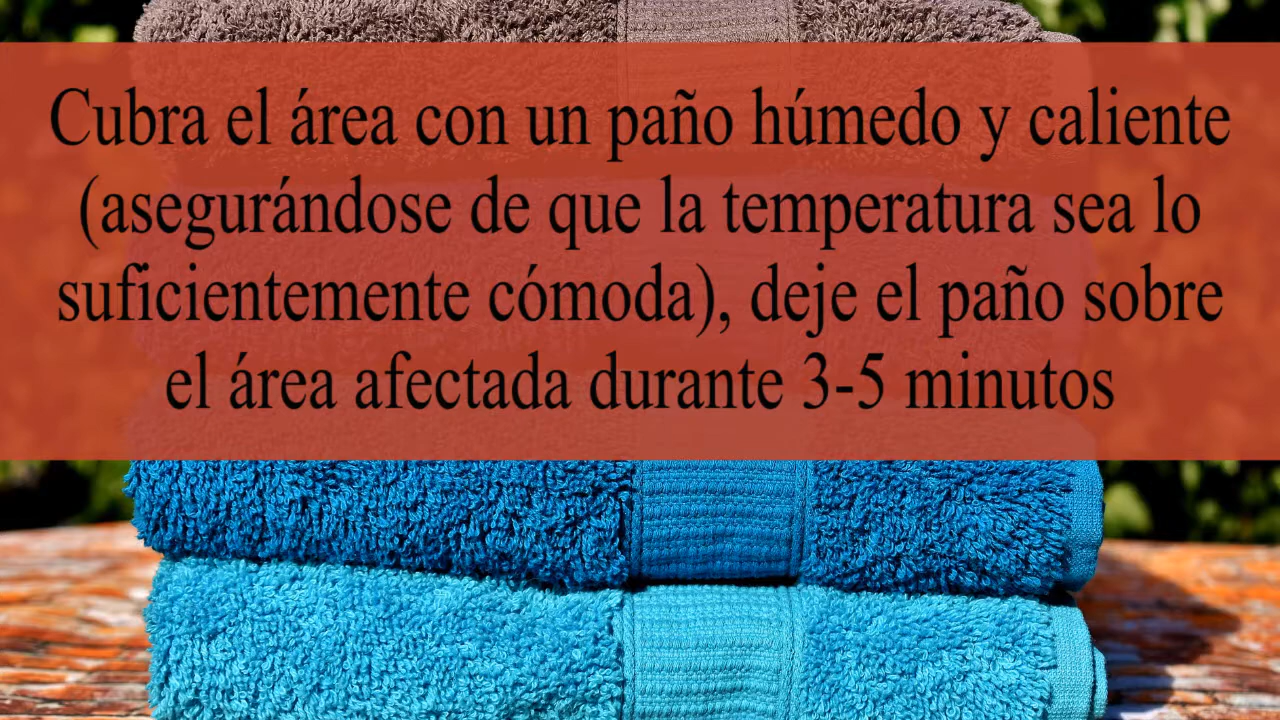 Cubra el área con un paño húmedo y caliente
(asegurándose de que la temperatura sea lo
suficientemente cómoda), deje el paño sobre
el área afectada durante 3-5 minutos